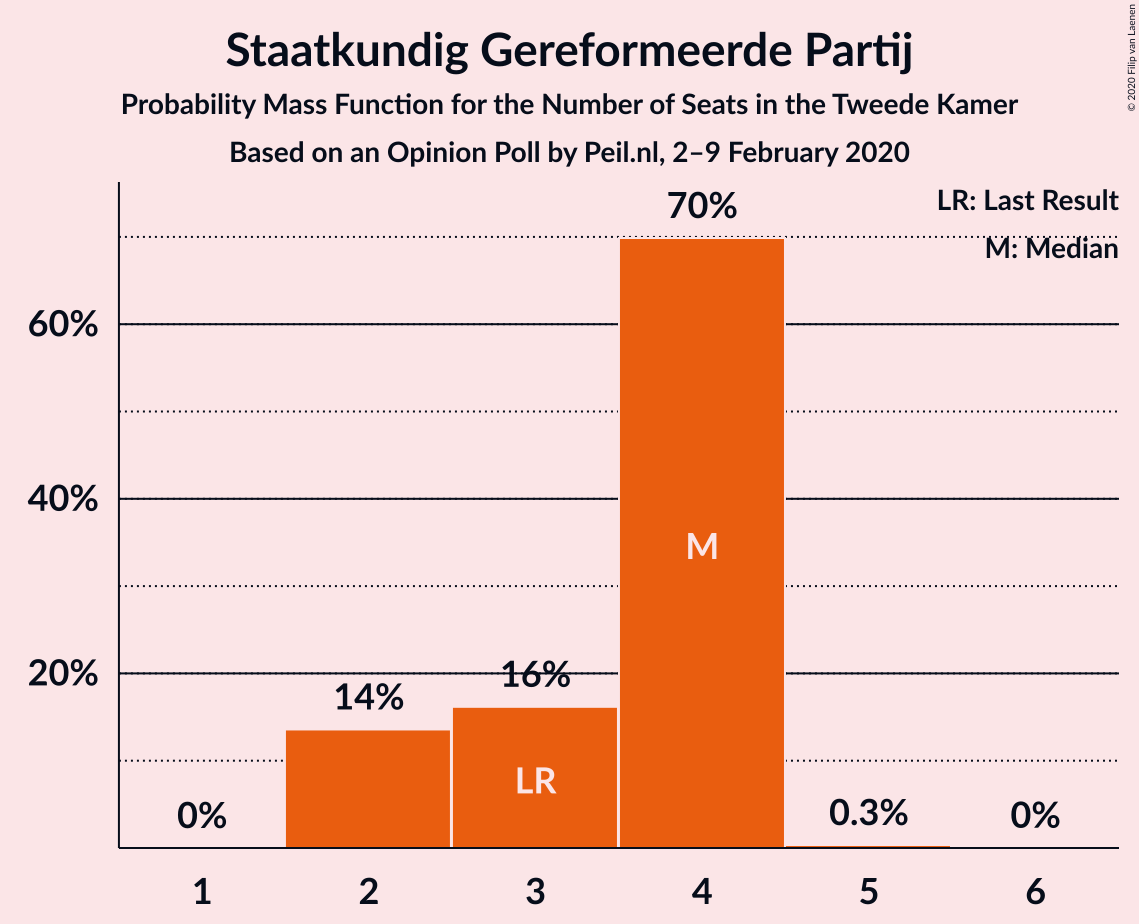 Staatkundig Gereformeerde Partij
Probability Mass Function for the Number of Seats in the Tweede Kamer
Based on an Opinion Poll by Peil.nl, 2–9 February 2020
© 2020 Filip van Laenen
LR: Last Result
M: Median
70%
60%
40%
20%
M
16%
14%
LR
0%
0.3%
0%
1 2 3 4 5 6